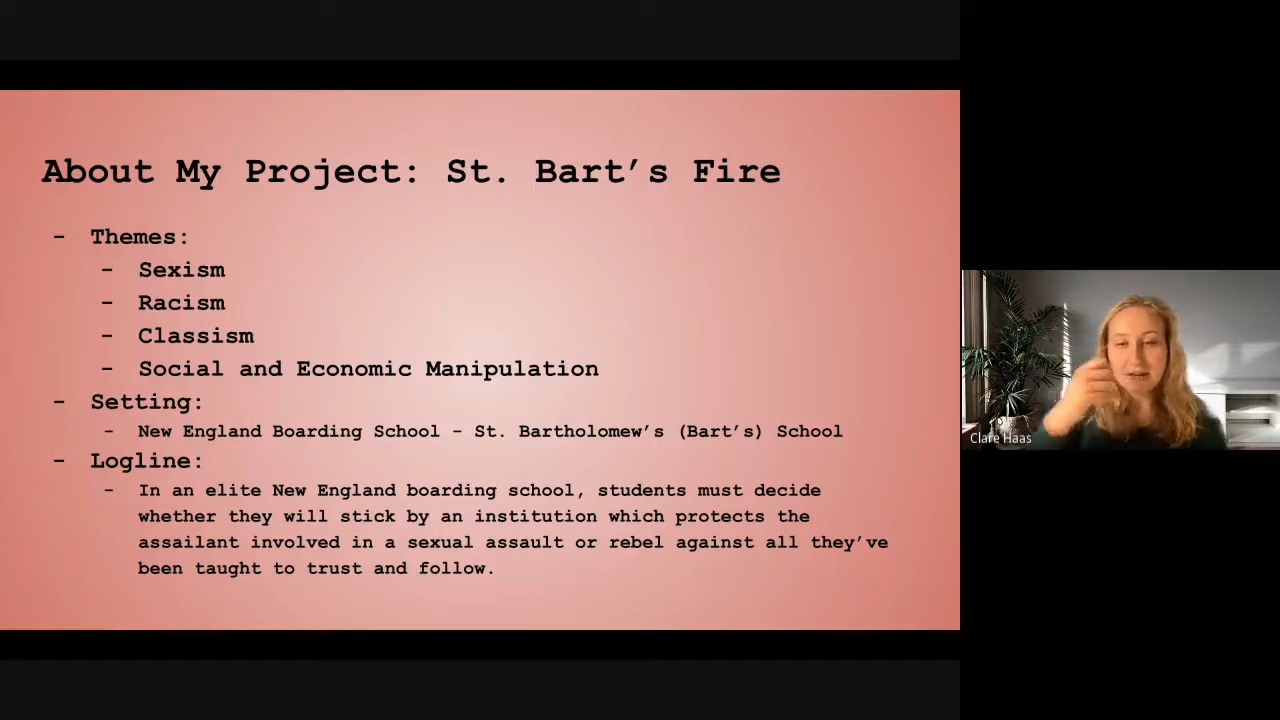 About My Project: St. Bart’s Fire
- Themes:
- Sexism
- Racism
- Classism
- Social and Economic Manipulation
- Setting:
- New England Boarding School - St. Bartholomew’s (Bart’s) School
- Logline:
- In an elite New England boarding school, students must decide
whether they will stick by an institution which protects the
assailant involved in a sexual assault or rebel against all they’ve
been taught to trust and follow.
Clare Haas